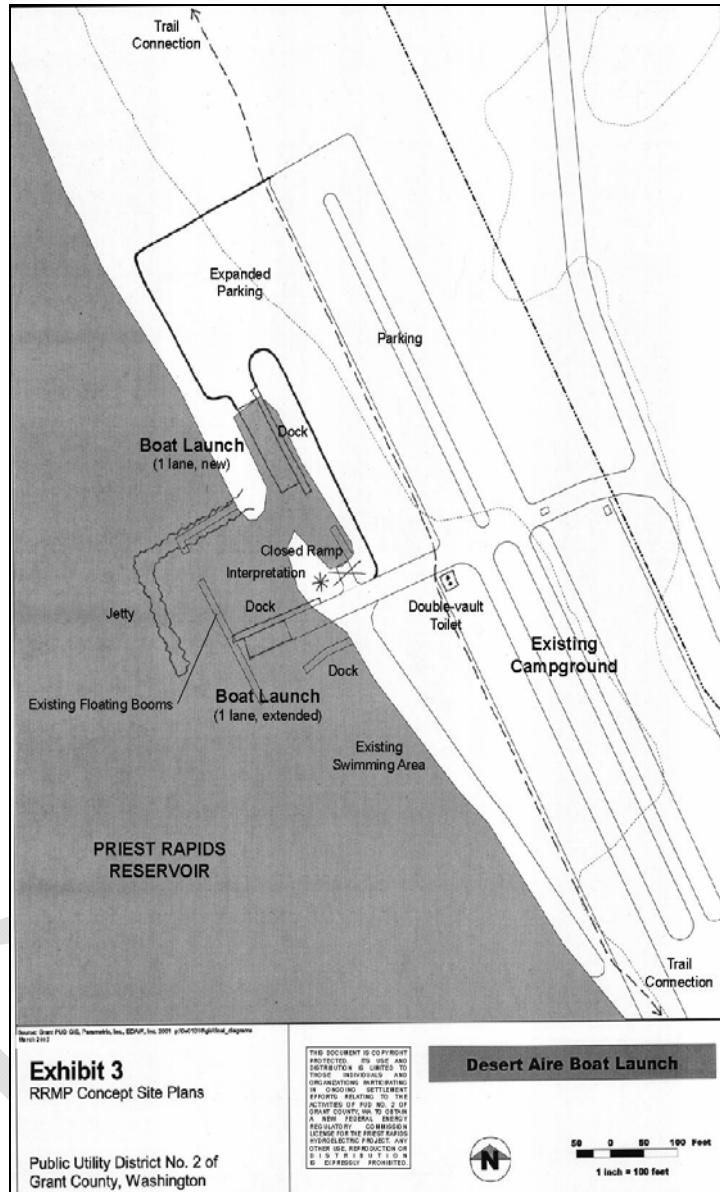 Trail
Connection
Expanded
Parking
Parking
Dock
Boat Launch
(1 lane, new)
Closed Ramp
Interpretation
Jetty
Dock
Double-vault
Toilet
Existing
Campground
Dock
Existing Floating Booms
Boat Launch
(1 lane, extended)
Existing
Swimming Area
PRIEST RAPIDS
RESERVOIR
Trail
Connection
Source: Grant PUD GIS, Parametrix, Inc., EDAW, Inc. 2001
Exhibit 3
RRMP Concept Site Plans
Public Utility District No. 2 of
Grant County, Washington
THIS DOCUMENT IS COPYRIGHT
PROTECTED. ITS USE AND
DISTRIBUTION IS LIMITED TO
THOSE INDIVIDUALS AND
ORGANIZATIONS PARTICIPATING
IN ONGOING SETTLEMENT
EFFORTS RELATING TO THE
ACTIVITIES OF PUD NO. 2 OF
GRANT COUNTY, WA TO OBTAIN
A NEW FEDERAL ENERGY
REGULATORY COMMISSION
LICENSE FOR THE PRIEST RAPIDS
HYDROELECTRIC PROJECT. ANY
OTHER USE, REPRODUCTION OR
DISTRIBUTION
IS EXPRESSLY PROHIBITED.
Desert Aire Boat Launch
N
50 0 50 100 Feet
1 inch = 100 feet